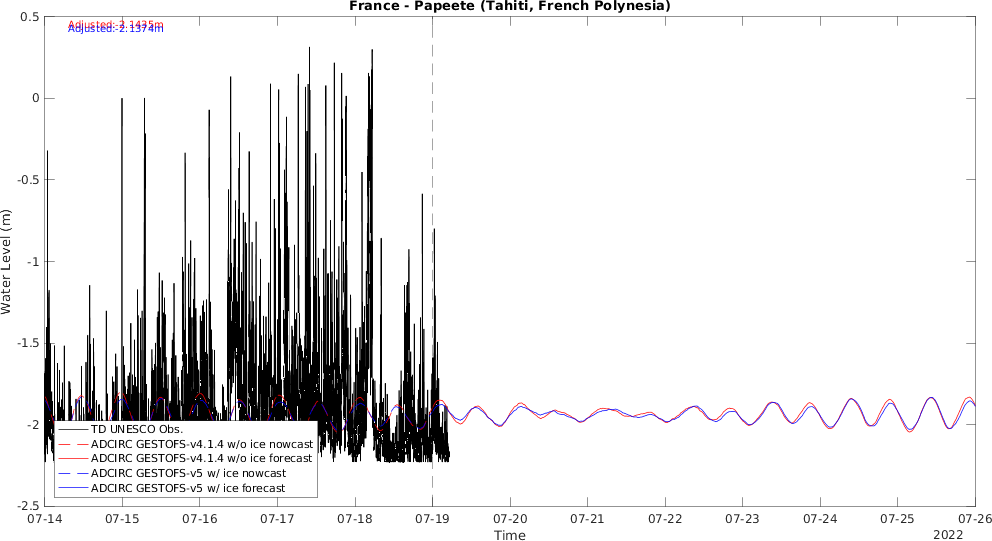 France - Papeete (Tahiti, French Polynesia)
Adjusted:-2.1435m
Adjusted:-2.1374m
0.5
0
-0.5
-1
-1.5
-2
-2.5
Water Level (m)
TD UNESCO Obs.
ADCIRC GESTOFS-v4.1.4 w/o ice nowcast
ADCIRC GESTOFS-v4.1.4 w/o ice forecast
ADCIRC GESTOFS-v5 w/ ice nowcast
ADCIRC GESTOFS-v5 w/ ice forecast
07-14 07-15 07-16 07-17 07-18 07-19 07-20 07-21 07-22 07-23 07-24 07-25 07-26
Time
2022